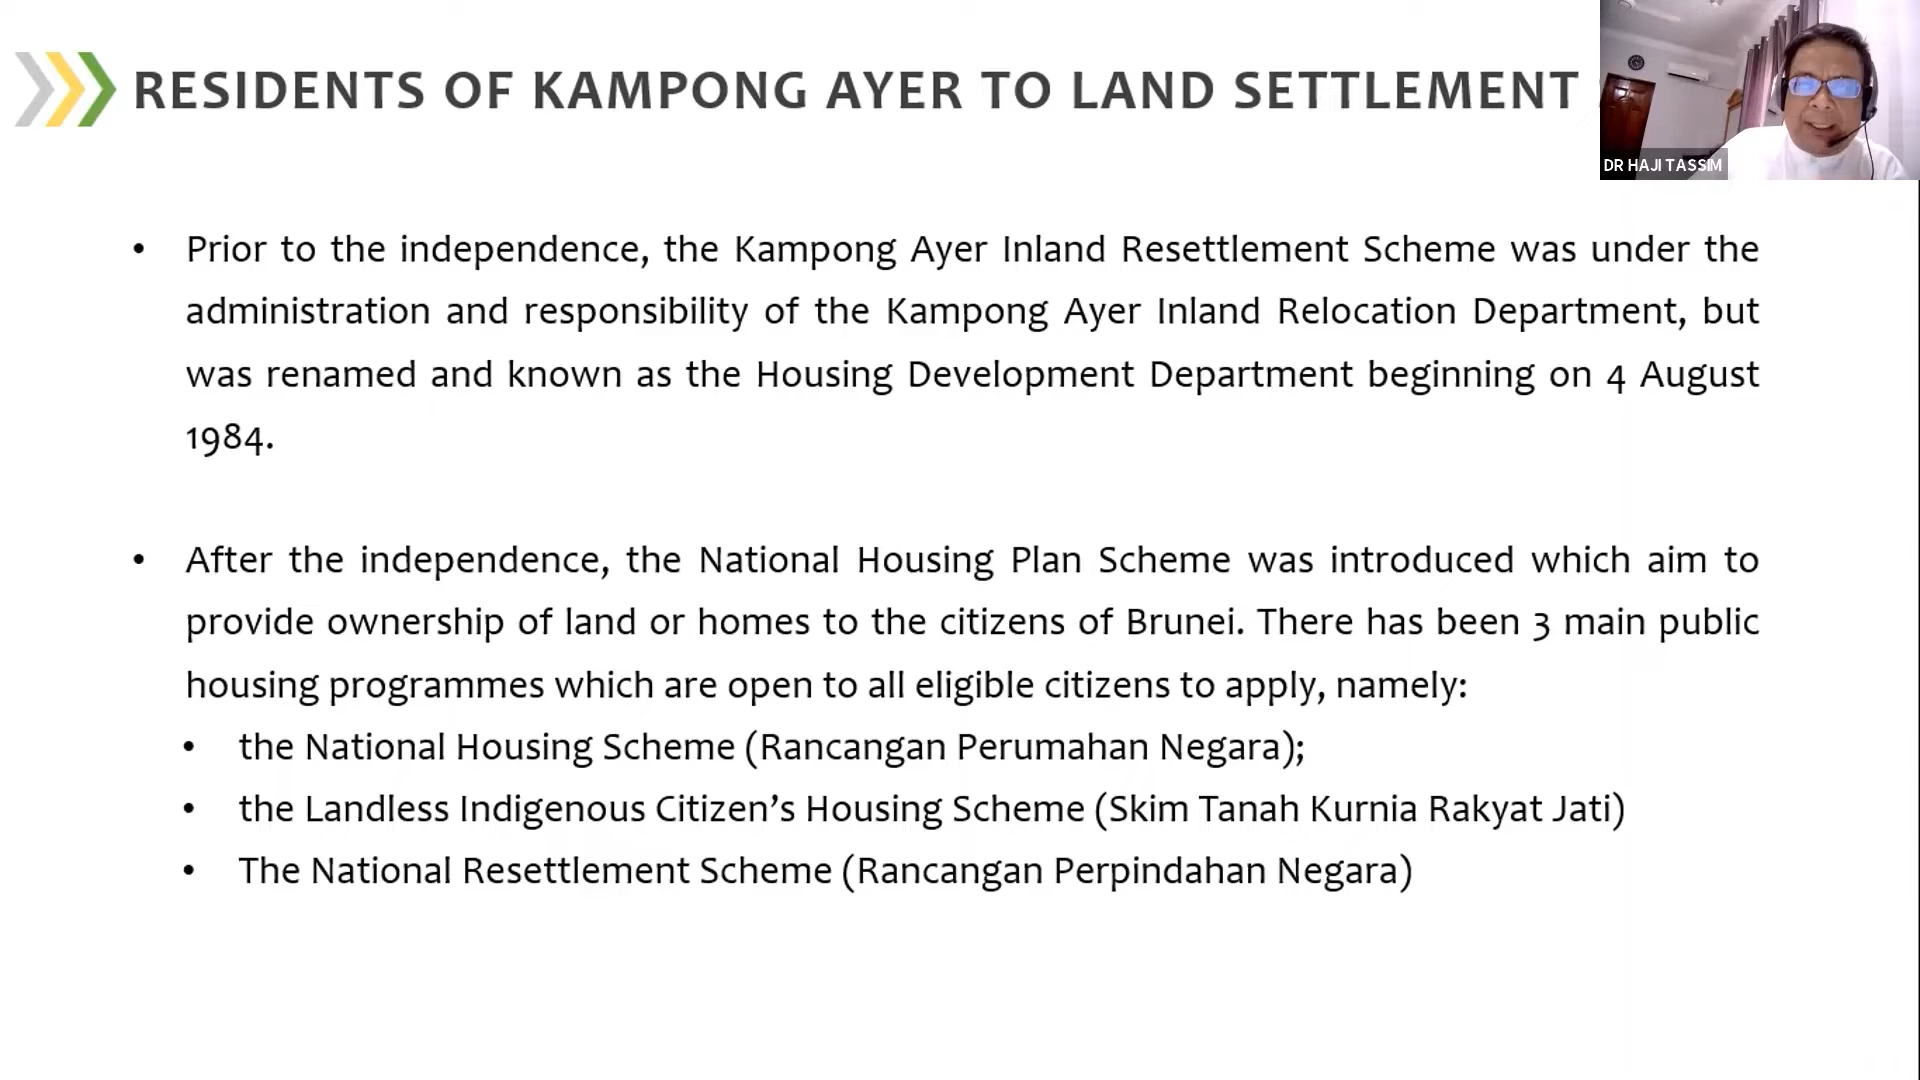 RESIDENTS OF KAMPONG AYER TO LAND SETTLEMENT
DR HAJI TASSIM
• Prior to the independence, the Kampong Ayer Inland Resettlement Scheme was under the
administration and responsibility of the Kampong Ayer Inland Relocation Department, but
was renamed and known as the Housing Development Department beginning on 4 August
1984.
• After the independence, the National Housing Plan Scheme was introduced which aim to
provide ownership of land or homes to the citizens of Brunei. There has been 3 main public
housing programmes which are open to all eligible citizens to apply, namely:
• the National Housing Scheme (Rancangan Perumahan Negara);
• the Landless Indigenous Citizen’s Housing Scheme (Skim Tanah Kurnia Rakyat Jati)
• The National Resettlement Scheme (Rancangan Perpindahan Negara)